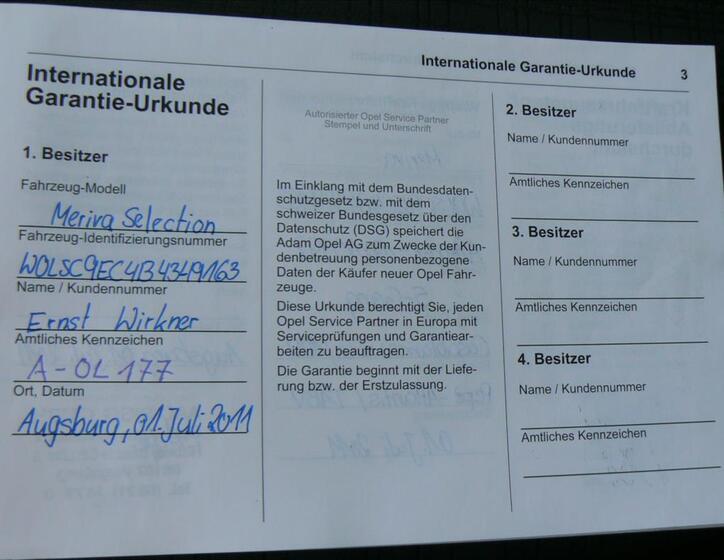 Internationale Garantie-Urkunde 3
Internationale
Garantie-Urkunde
1. Besitzer
Fahrzeug-Modell
Meriva Selection
Fahrzeug-Identifizierungsnummer
W0LSC9EC4B4349163
Name / Kundennummer
Ernst Wirkner
Amtliches Kennzeichen
A-OL 177
Ort, Datum
Augsburg, 01. Juli 2011
Autorisierter Opel Service Partner
Stempel und Unterschrift
Im Einklang mit dem Bundesdaten-
schutzgesetz bzw. mit dem
schweizer Bundesgesetz über den
Datenschutz (DSG) speichert die
Adam Opel AG zum Zwecke der Kun-
denbetreuung personenbezogene
Daten der Käufer neuer Opel Fahr-
zeuge.
Diese Urkunde berechtigt Sie, jeden
Opel Service Partner in Europa mit
Serviceprüfungen und Garantiear-
beiten zu beauftragen.
Die Garantie beginnt mit der Liefe-
rung bzw. der Erstzulassung.
2. Besitzer
Name / Kundennummer
Amtliches Kennzeichen
3. Besitzer
Name / Kundennummer
Amtliches Kennzeichen
4. Besitzer
Name / Kundennummer
Amtliches Kennzeichen